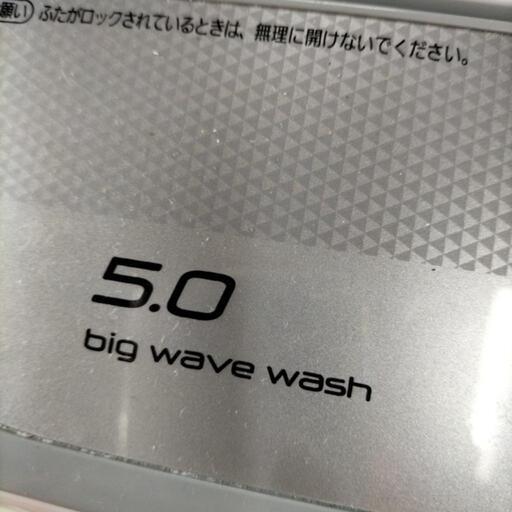 願い ふたがロックされているときは、無理に開けないでください。
5.0
big wave wash